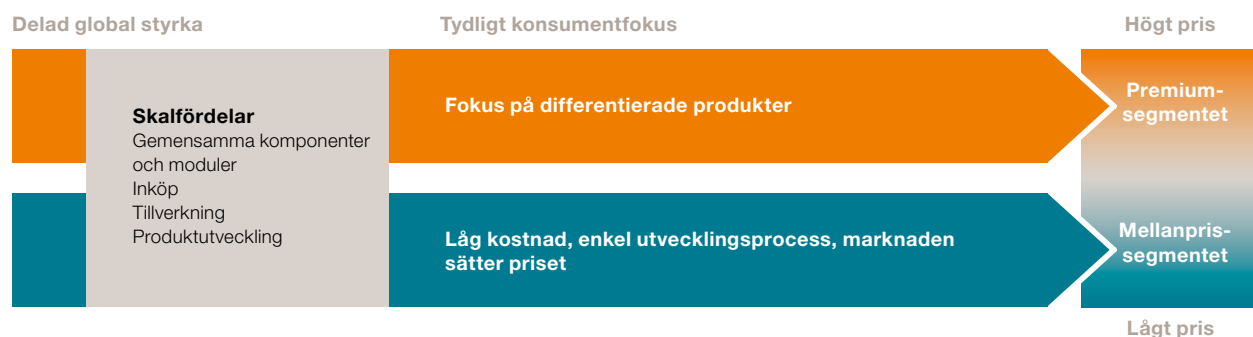 Delad global styrka
Tydligt konsumentfokus
Högt pris
Skalfördelar
Gemensamma komponenter
och moduler
Inköp
Tillverkning
Produktutveckling
Fokus på differentierade produkter
Premium-
segmentet
Låg kostnad, enkel utvecklingsprocess, marknaden
sätter priset
Mellanpris-
segmentet
Lågt pris